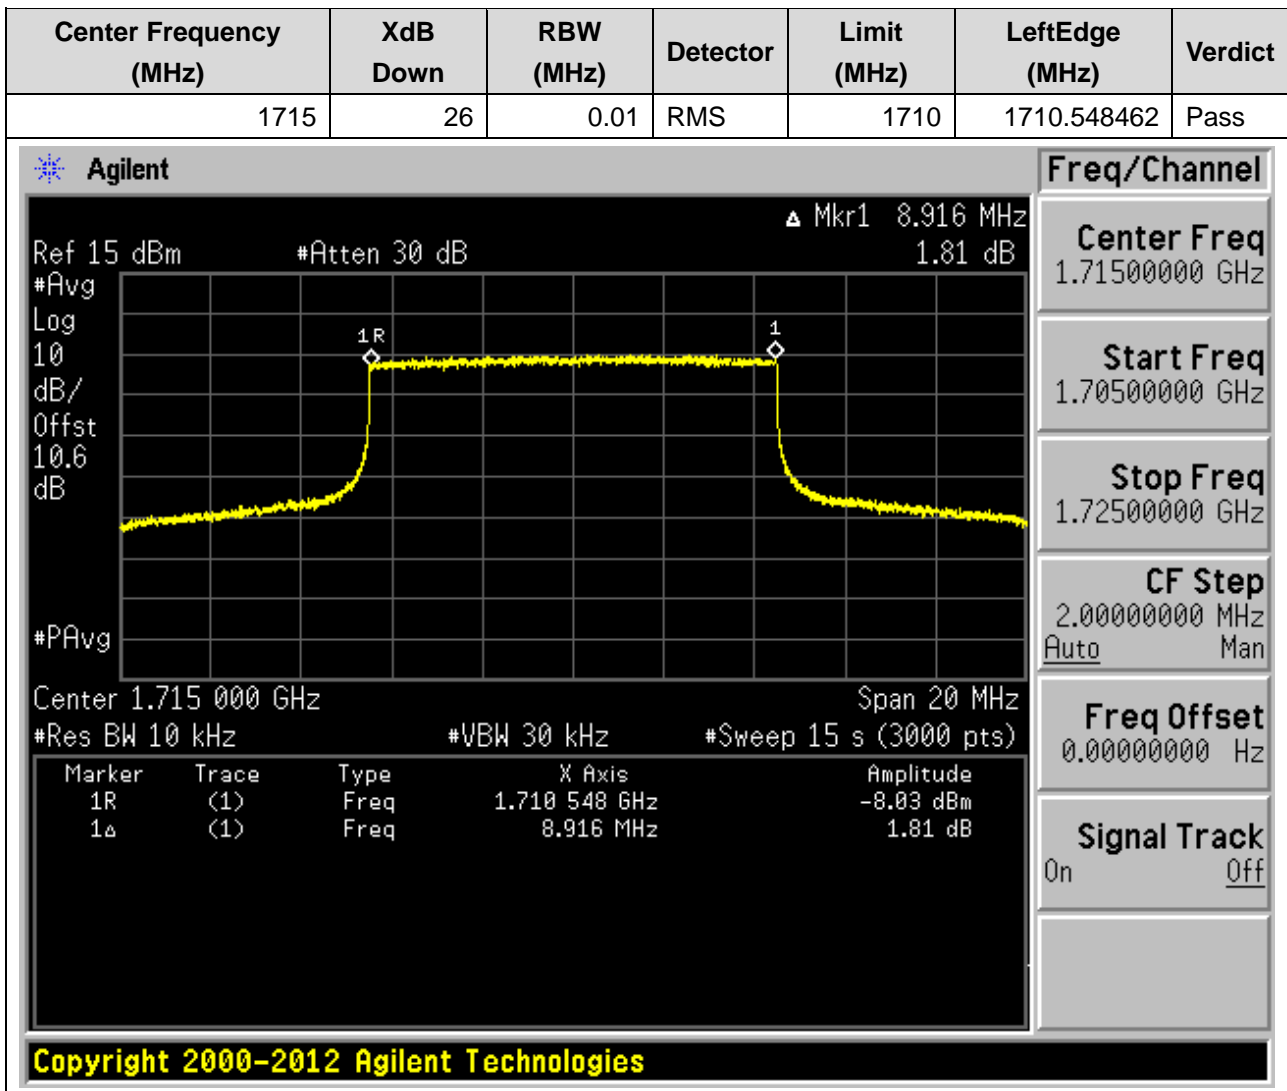 Center Frequency (MHz) XdB Down RBW (MHz) Detector Limit (MHz) LeftEdge (MHz) Verdict
1715 26 0.01 RMS 1710 1710.548462 Pass
Agilent
Freq/Channel
Δ Mkr1 8.916 MHz
Ref 15 dBm #Atten 30 dB 1.81 dB
#Avg
Log
10
dB/
Offst
10.6
dB
#PAvg
1R
1
Center 1.715 000 GHz Span 20 MHz
#Res BW 10 kHz #VBW 30 kHz #Sweep 15 s (3000 pts)
Marker Trace Type X Axis Amplitude
1R (1) Freq 1.710 548 GHz -8.03 dBm
1Δ (1) Freq 8.916 MHz 1.81 dB
Center Freq
1.71500000 GHz
Start Freq
1.70500000 GHz
Stop Freq
1.72500000 GHz
CF Step
2.00000000 MHz
Auto Man
Freq Offset
0.00000000 Hz
Signal Track
On Off
Copyright 2000-2012 Agilent Technologies